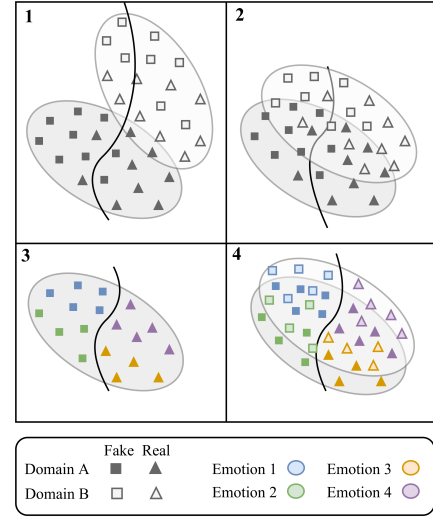 1
2
3
4
Fake Real
Domain A
Domain B
Emotion 1
Emotion 3
Emotion 2
Emotion 4